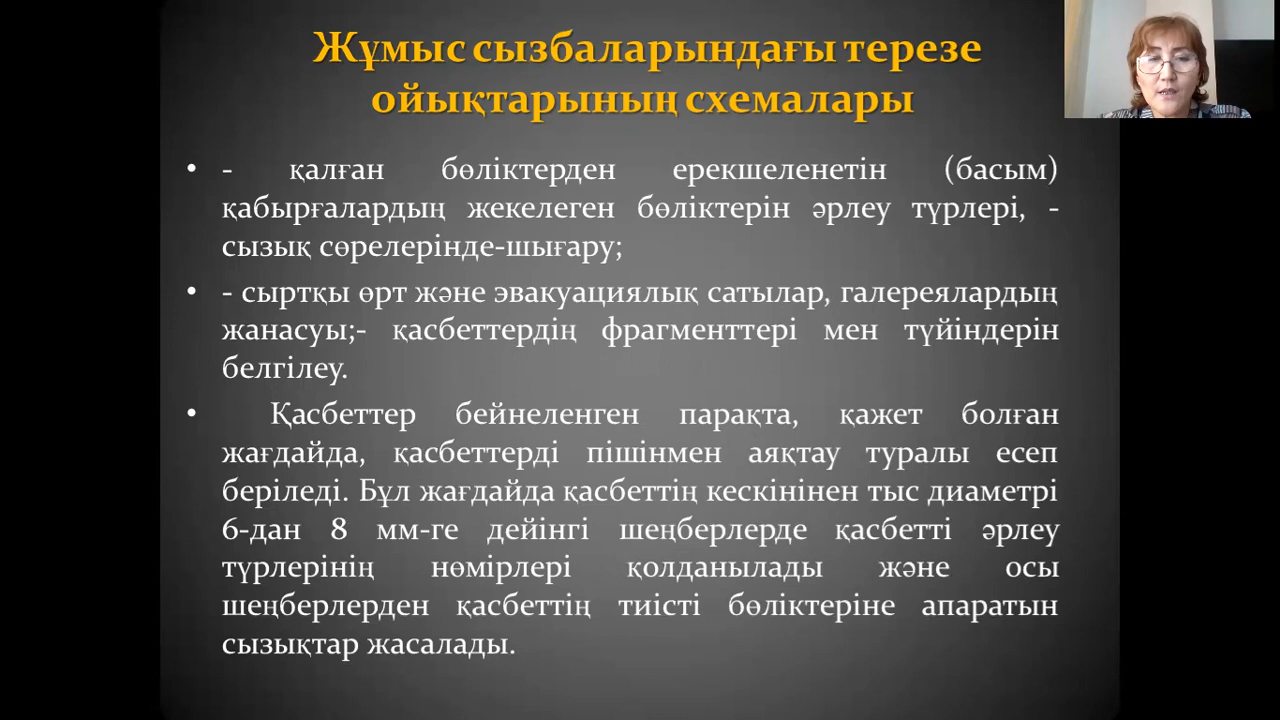 Жұмыс сызбаларындағы терезе
ойықтарының схемалары
• - қалған бөліктерден ерекшеленетін (басым)
қабырғалардың жекелеген бөліктерін әрлеу түрлері, -
сызық сөрелерінде-шығару;
• - сыртқы өрт және эвакуациялық сатылар, галереялардың
жанасуы;- қасбеттердің фрагменттері мен түйіндерін
белгілеу.
• Қасбеттер бейнеленген парақта, қажет болған
жағдайда, қасбеттерді пішінмен аяқтау туралы есеп
беріледі. Бұл жағдайда қасбеттің кескінінен тыс диаметрі
6-дан 8 мм-ге дейінгі шеңберлерде қасбетті әрлеу
түрлерінің нөмірлері қолданылады және осы
шеңберлерден қасбеттің тиісті бөліктеріне апаратын
сызықтар жасалады.